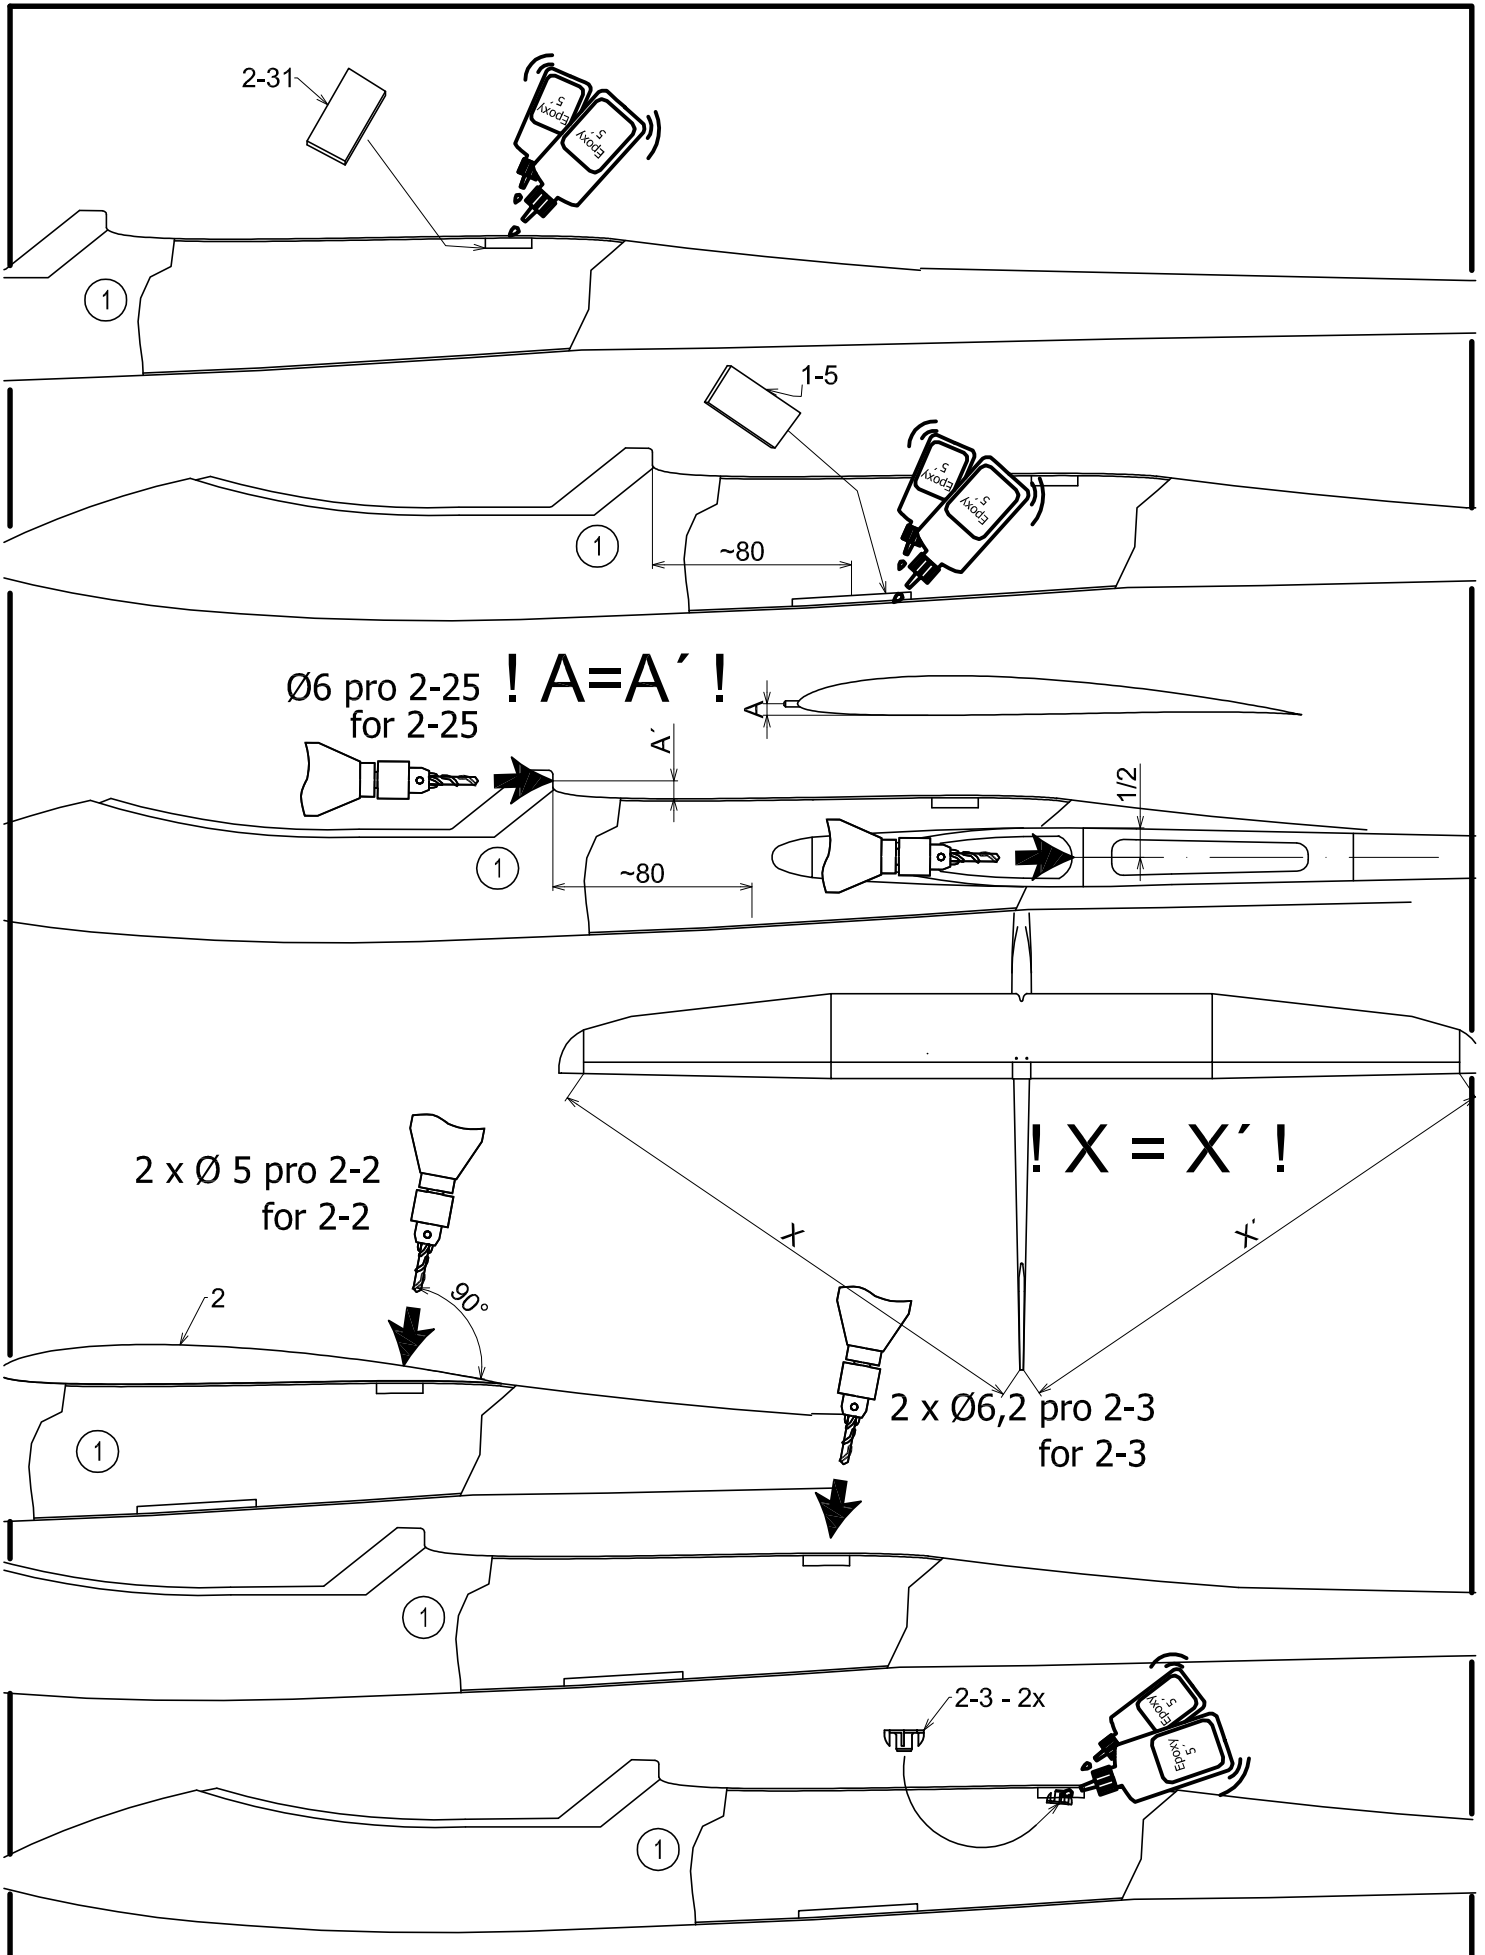 2-31
Epoxy
5´
Epoxy
5´
1
1-5
Epoxy
5´
Epoxy
5´
1
~80
Ø6 pro 2-25
for 2-25
! A=A´ !
A
A´
1/2
1
~80
! X = X´ !
2 x Ø 5 pro 2-2
for 2-2
X
X´
90°
2
2 x Ø6,2 pro 2-3
for 2-3
1
1
2-3 - 2x
Epoxy
5´
Epoxy
5´
1